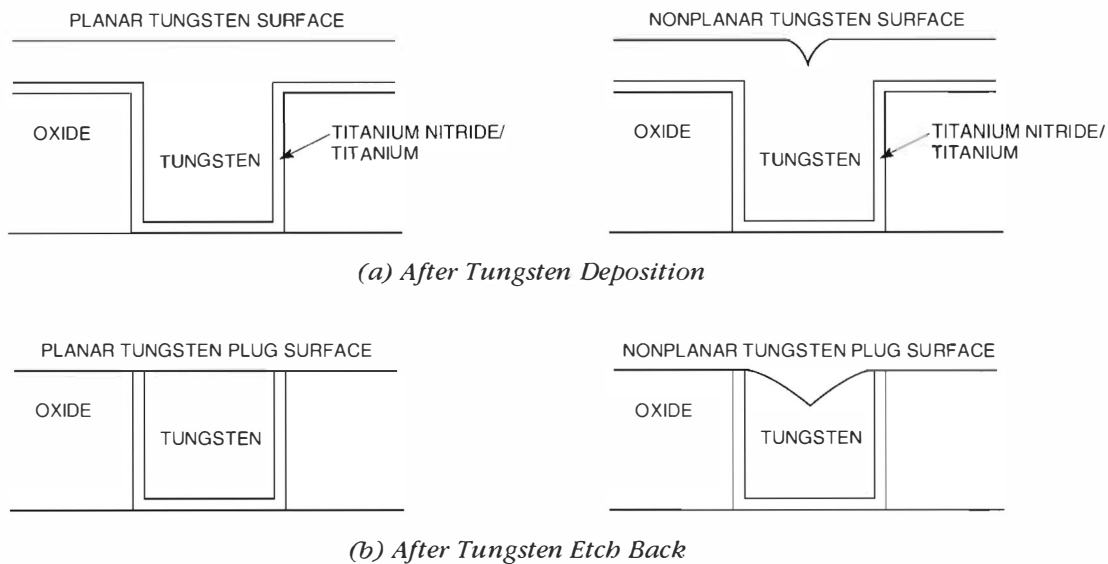 PLANAR TUNGSTEN SURFACE
NONPLANAR TUNGSTEN SURFACE
OXIDE
TUNGSTEN
TITANIUM NITRIDE/
TITANIUM
OXIDE
TUNGSTEN
TITANIUM NITRIDE/
TITANIUM
(a) After Tungsten Deposition
PLANAR TUNGSTEN PLUG SURFACE
NONPLANAR TUNGSTEN PLUG SURFACE
OXIDE
TUNGSTEN
OXIDE
TUNGSTEN
(b) After Tungsten Etch Back